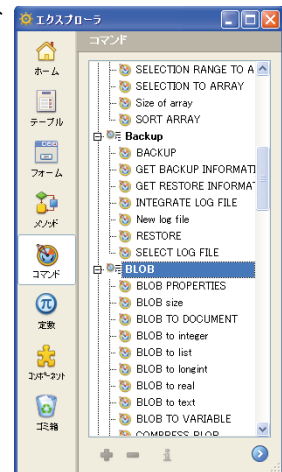 エクスプローラ
コマンド
ホーム
テーブル
フォーム
メソッド
コマンド
定数
コンポーネント
ゴミ箱
SELECTION RANGE TO A
SELECTION TO ARRAY
Size of array
SORT ARRAY
Backup
BACKUP
GET BACKUP INFORMATI
GET RESTORE INFORMAT
INTEGRATE LOG FILE
New log file
RESTORE
SELECT LOG FILE
BLOB
BLOB PROPERTIES
BLOB size
BLOB TO DOCUMENT
BLOB to integer
BLOB to list
BLOB to longint
BLOB to real
BLOB to text
BLOB TO VARIABLE
COMPRESS BLOB